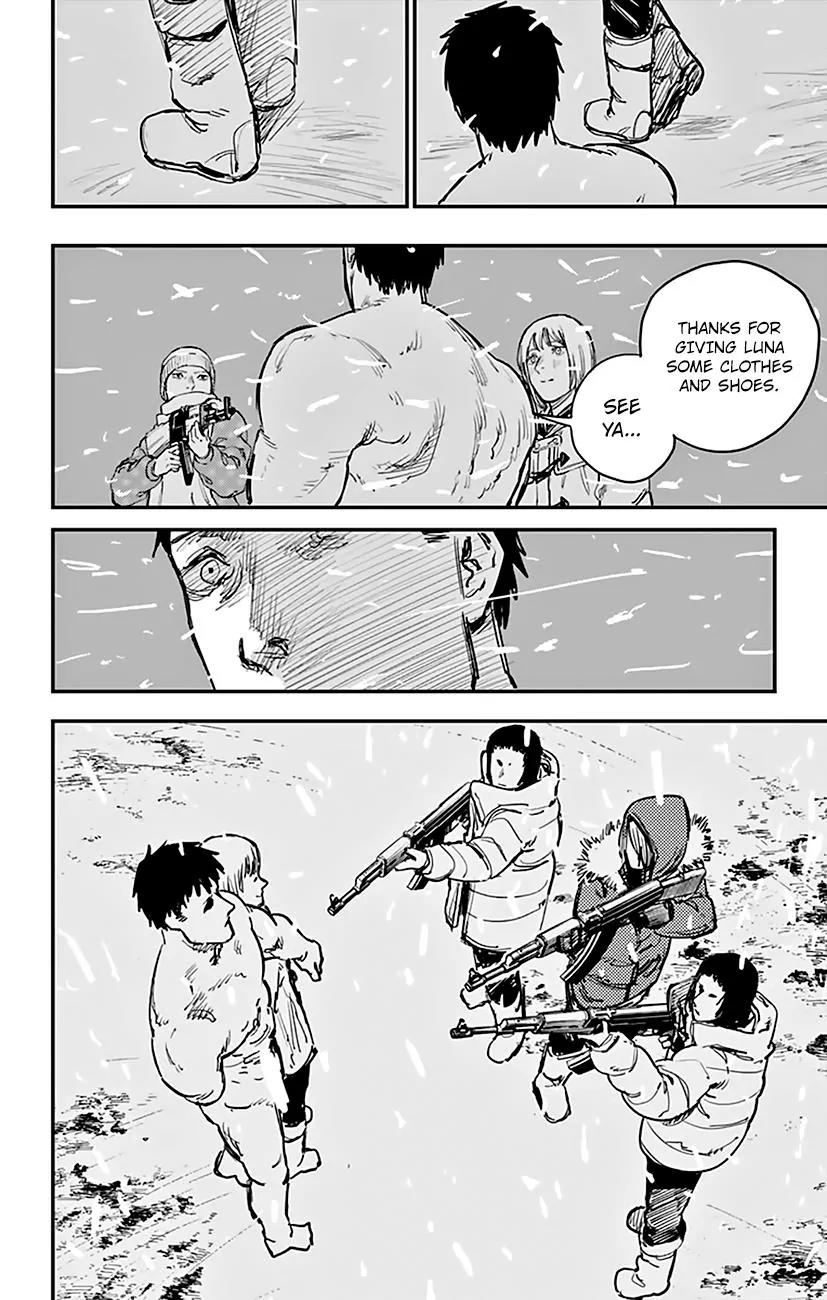 THANKS FOR
GIVING LUNA
SOME CLOTHES
AND SHOES.
SEE
YA...